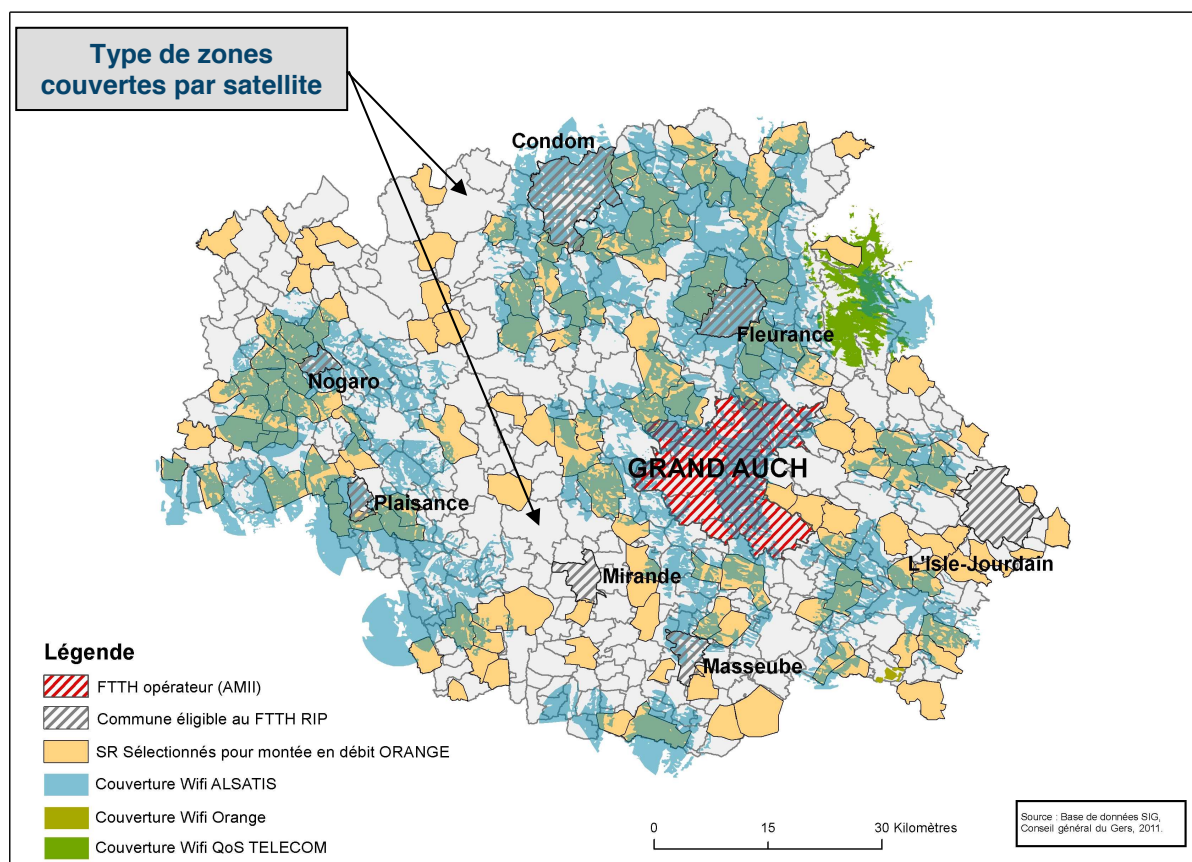 Type de zones
couvertes par satellite
Condom
Fleurance
Nogaro
GRAND AUCH
Plaisance
L'Isle-Jourdain
Mirande
Masseube
Légende
FTTH opérateur (AMII)
Commune éligible au FTTH RIP
SR Sélectionnés pour montée en débit ORANGE
Couverture Wifi ALSATIS
Couverture Wifi Orange
Couverture Wifi QoS TELECOM
0 15 30 Kilomètres
Source : Base de données SIG,
Conseil général du Gers, 2011.